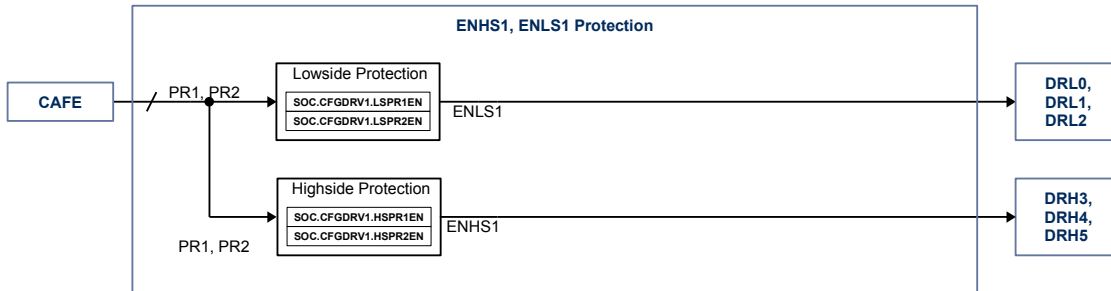 ENHS1, ENLS1 Protection
CAFE
PR1, PR2
Lowside Protection
SOC.CFGDRV1.LSPR1EN
SOC.CFGDRV1.LSPR2EN
ENLS1
DRL0,
DRL1,
DRL2
Highside Protection
SOC.CFGDRV1.HSPR1EN
SOC.CFGDRV1.HSPR2EN
ENHS1
PR1, PR2
DRH3,
DRH4,
DRH5